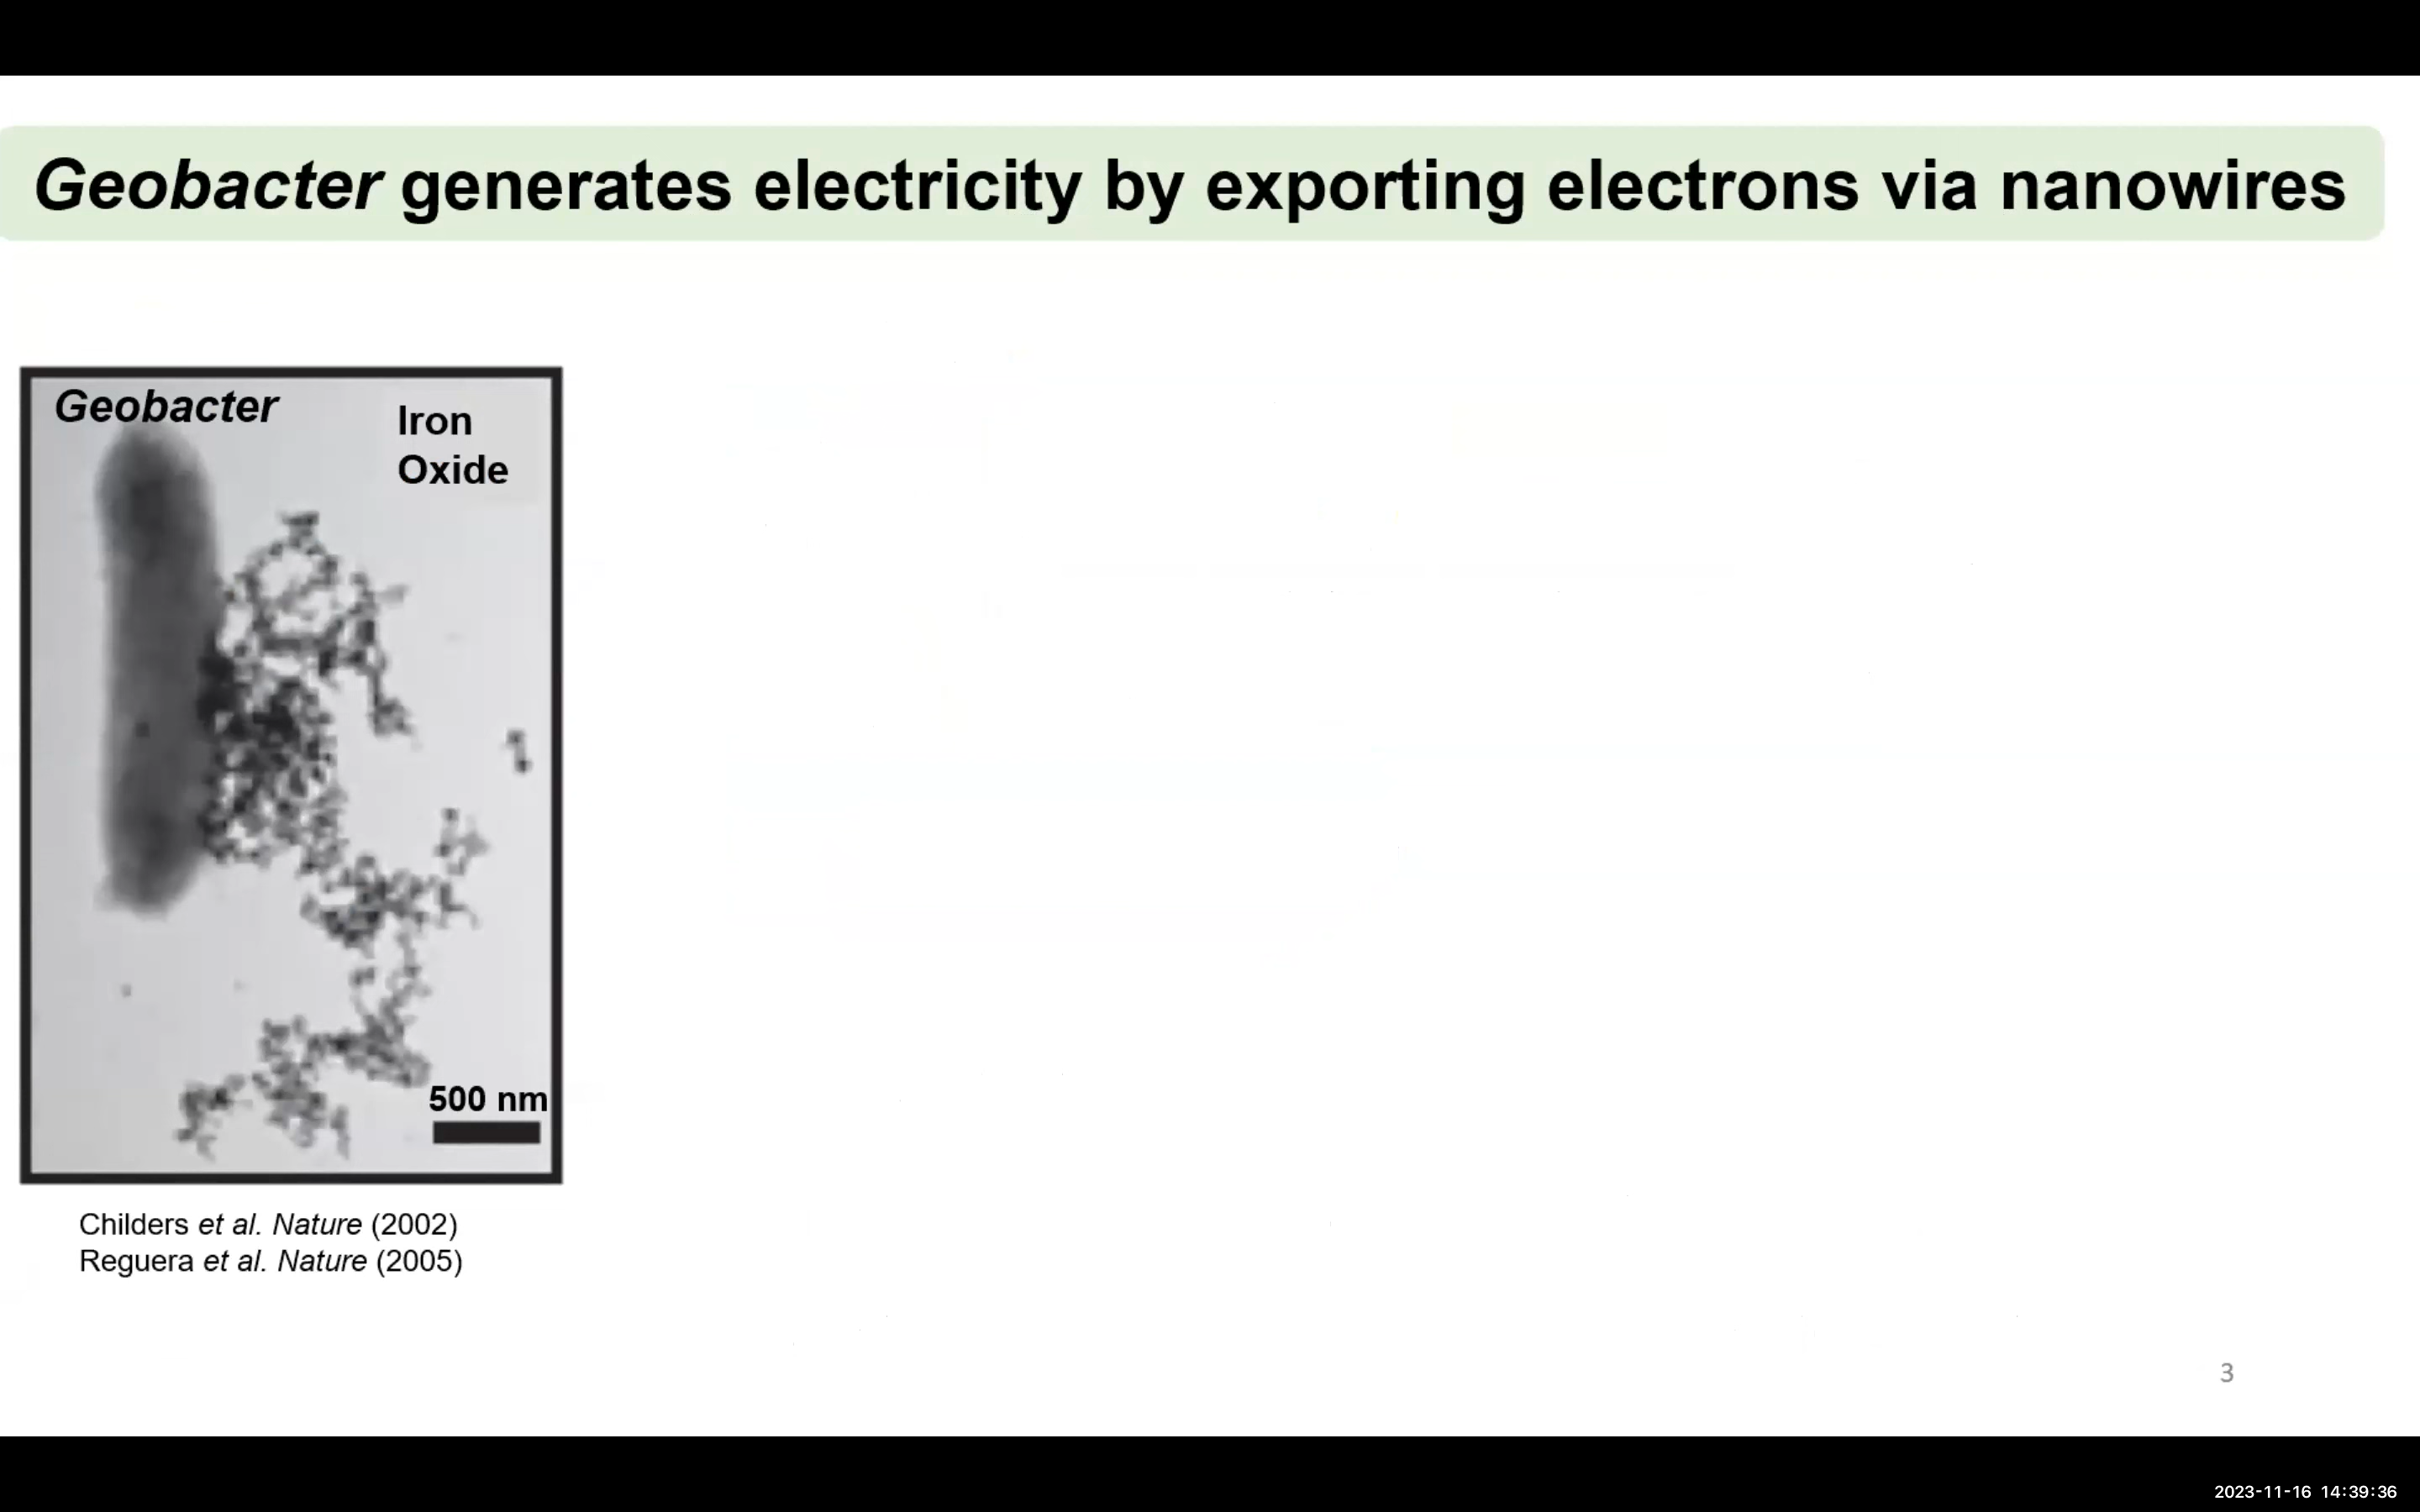 Geobacter generates electricity by exporting electrons via nanowires
Geobacter
Iron
Oxide
500 nm
Childers et al. Nature (2002)
Reguera et al. Nature (2005)
3
2023-11-16 14:39:36